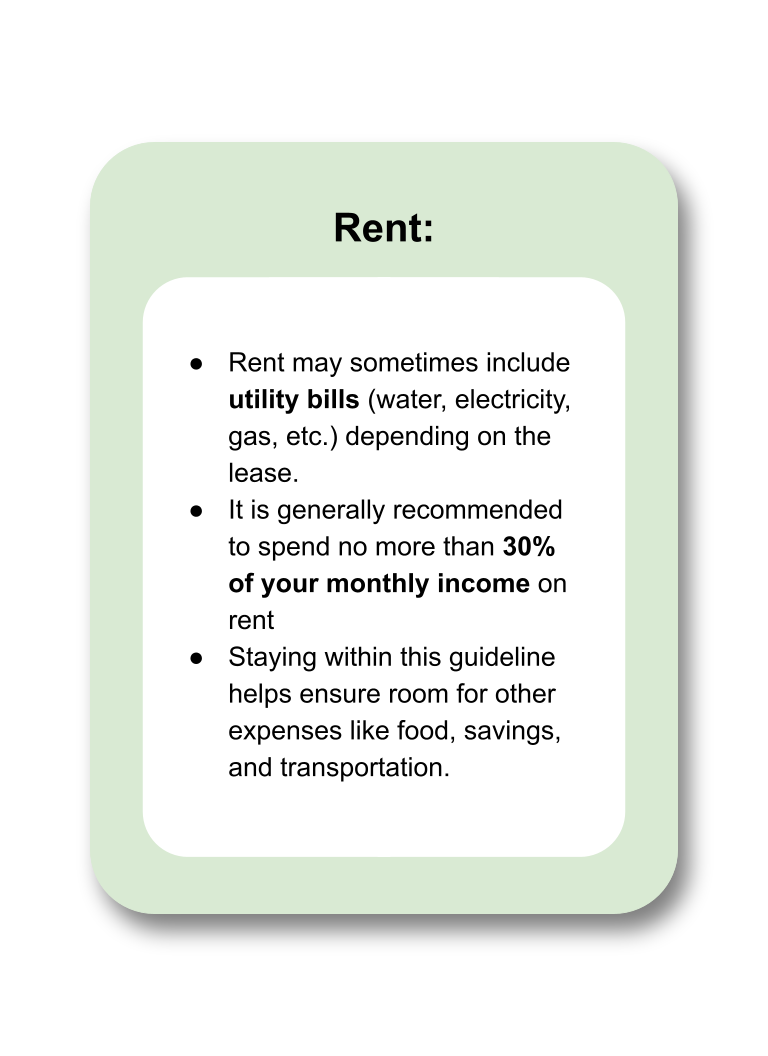 Rent:
● Rent may sometimes include
utility bills (water, electricity,
gas, etc.) depending on the
lease.
● It is generally recommended
to spend no more than 30%
of your monthly income on
rent
● Staying within this guideline
helps ensure room for other
expenses like food, savings,
and transportation.